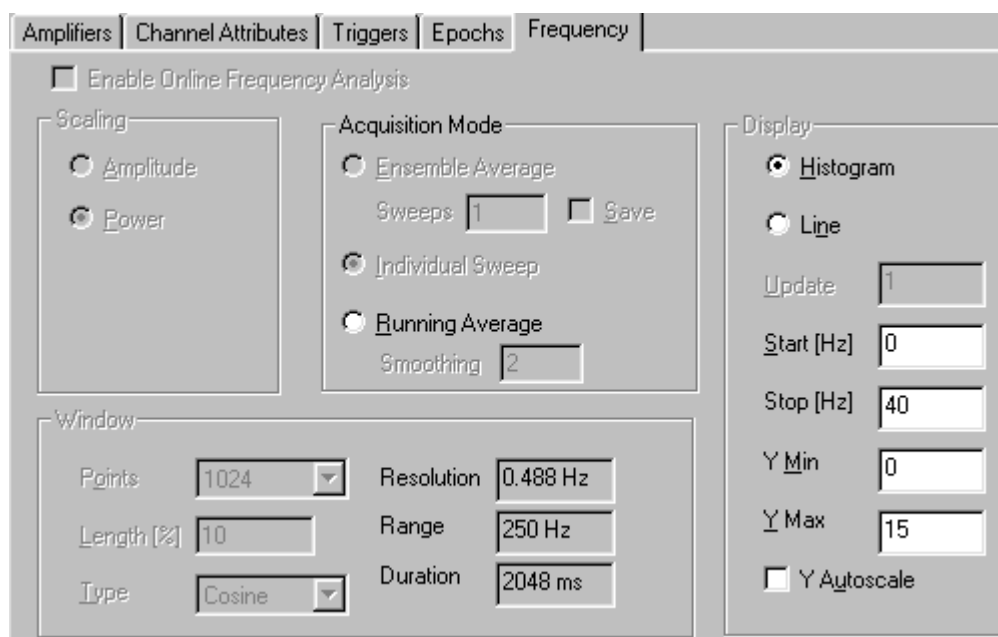 Amplifiers Channel Attributes Triggers Epochs Frequency
Enable Online Frequency Analysis
Scaling
Amplitude
Power
Acquisition Mode
Ensemble Average
Sweeps 1 Save
Individual Sweep
Running Average
Smoothing 2
Display
Histogram
Line
Update 1
Start [Hz] 0
Stop [Hz] 40
Y Min 0
Y Max 15
Y Autoscale
Window
Points 1024
Length [%] 10
Type Cosine
Resolution 0.488 Hz
Range 250 Hz
Duration 2048 ms